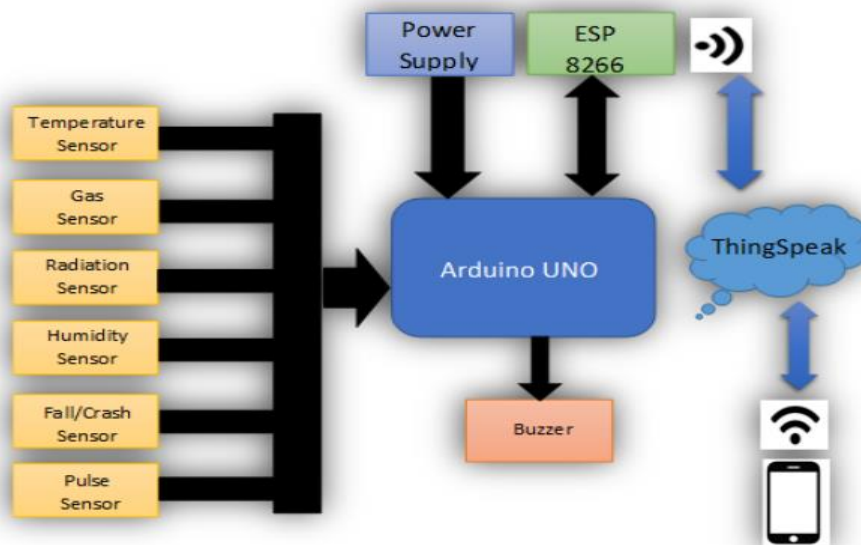 Power
Supply
ESP
8266
Temperature
Sensor
Gas
Sensor
Radiation
Sensor
Humidity
Sensor
Fall/Crash
Sensor
Pulse
Sensor
Arduino UNO
ThingSpeak
Buzzer